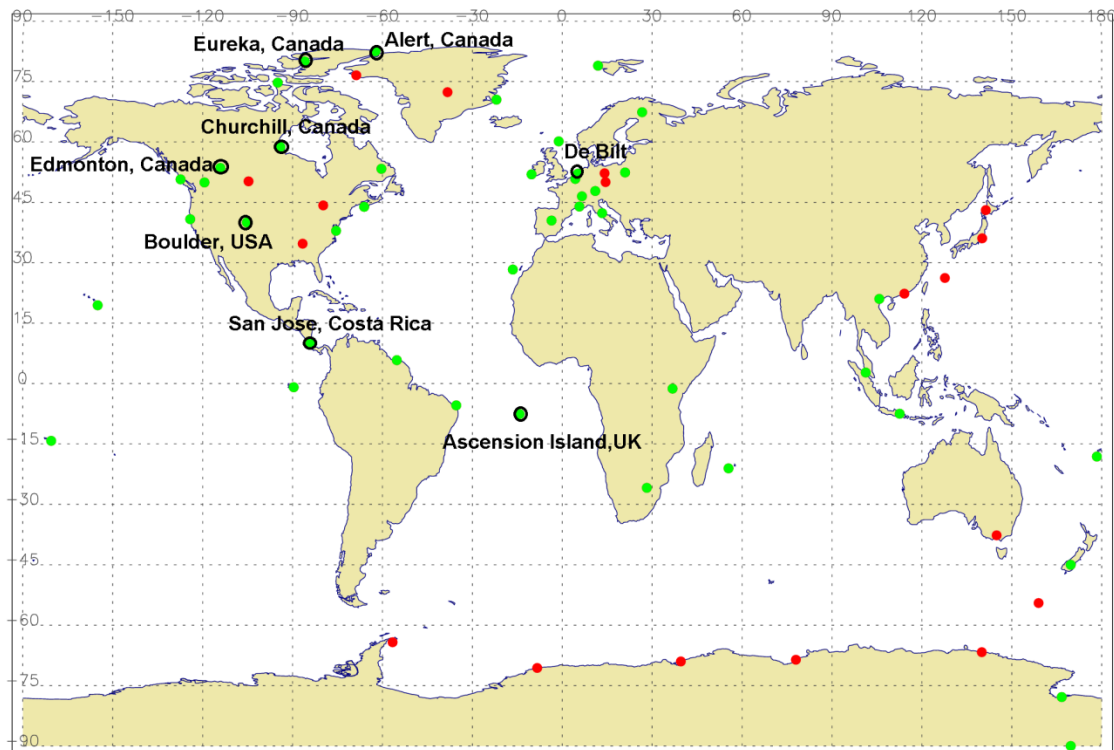 -90 -150 -120 -90 -60 -30 0 30 60 90 120 150 180
Eureka, Canada
Alert, Canada
75
Churchill, Canada
60
Edmonton, Canada
De Bilt
45
Boulder, USA
30
15
San Jose, Costa Rica
0
Ascension Island,UK
-15
-30
-45
-60
-75
-90